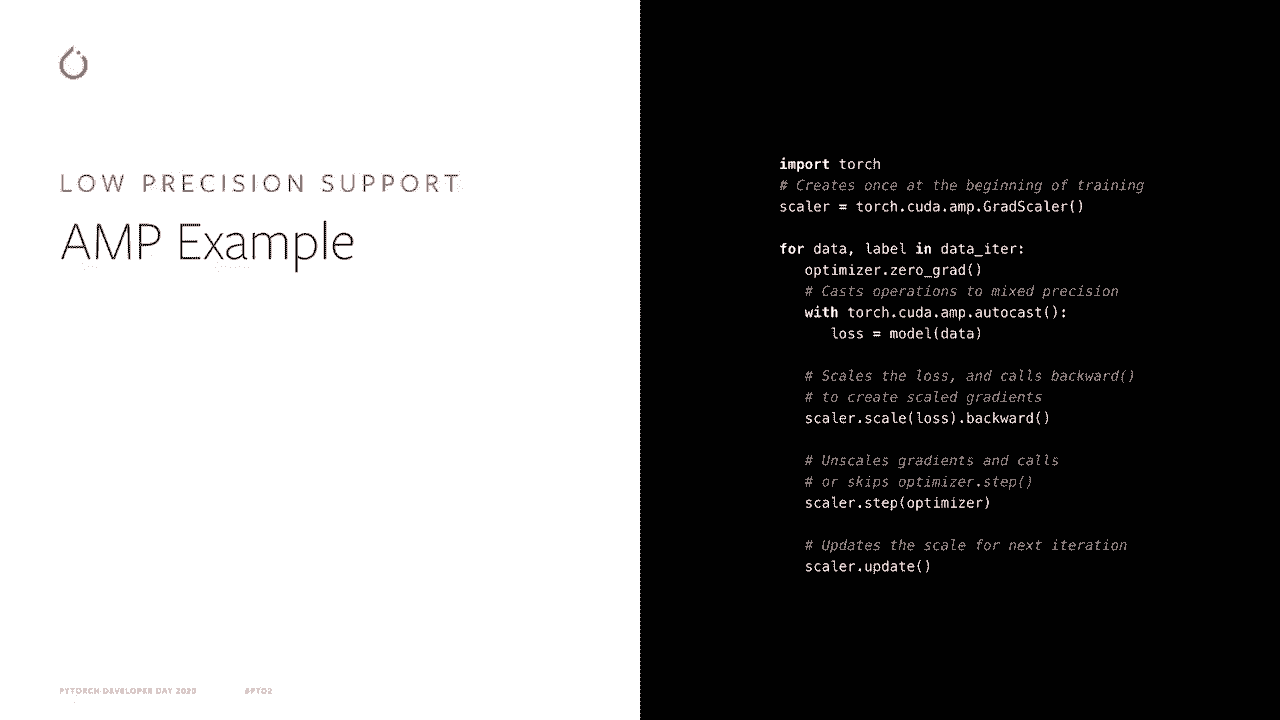 LOW PRECISION SUPPORT
AMP Example
import torch
# Creates once at the beginning of training
scaler = torch.cuda.amp.GradScaler()
for data, label in data_iter:
optimizer.zero_grad()
# Casts operations to mixed precision
with torch.cuda.amp.autocast():
loss = model(data)
# Scales the loss, and calls backward()
# to create scaled gradients
scaler.scale(loss).backward()
# Unscales gradients and calls
# or skips optimizer.step()
scaler.step(optimizer)
# Updates the scale for next iteration
scaler.update()
PYTORCH DEVELOPER DAY 2020 #PTD2